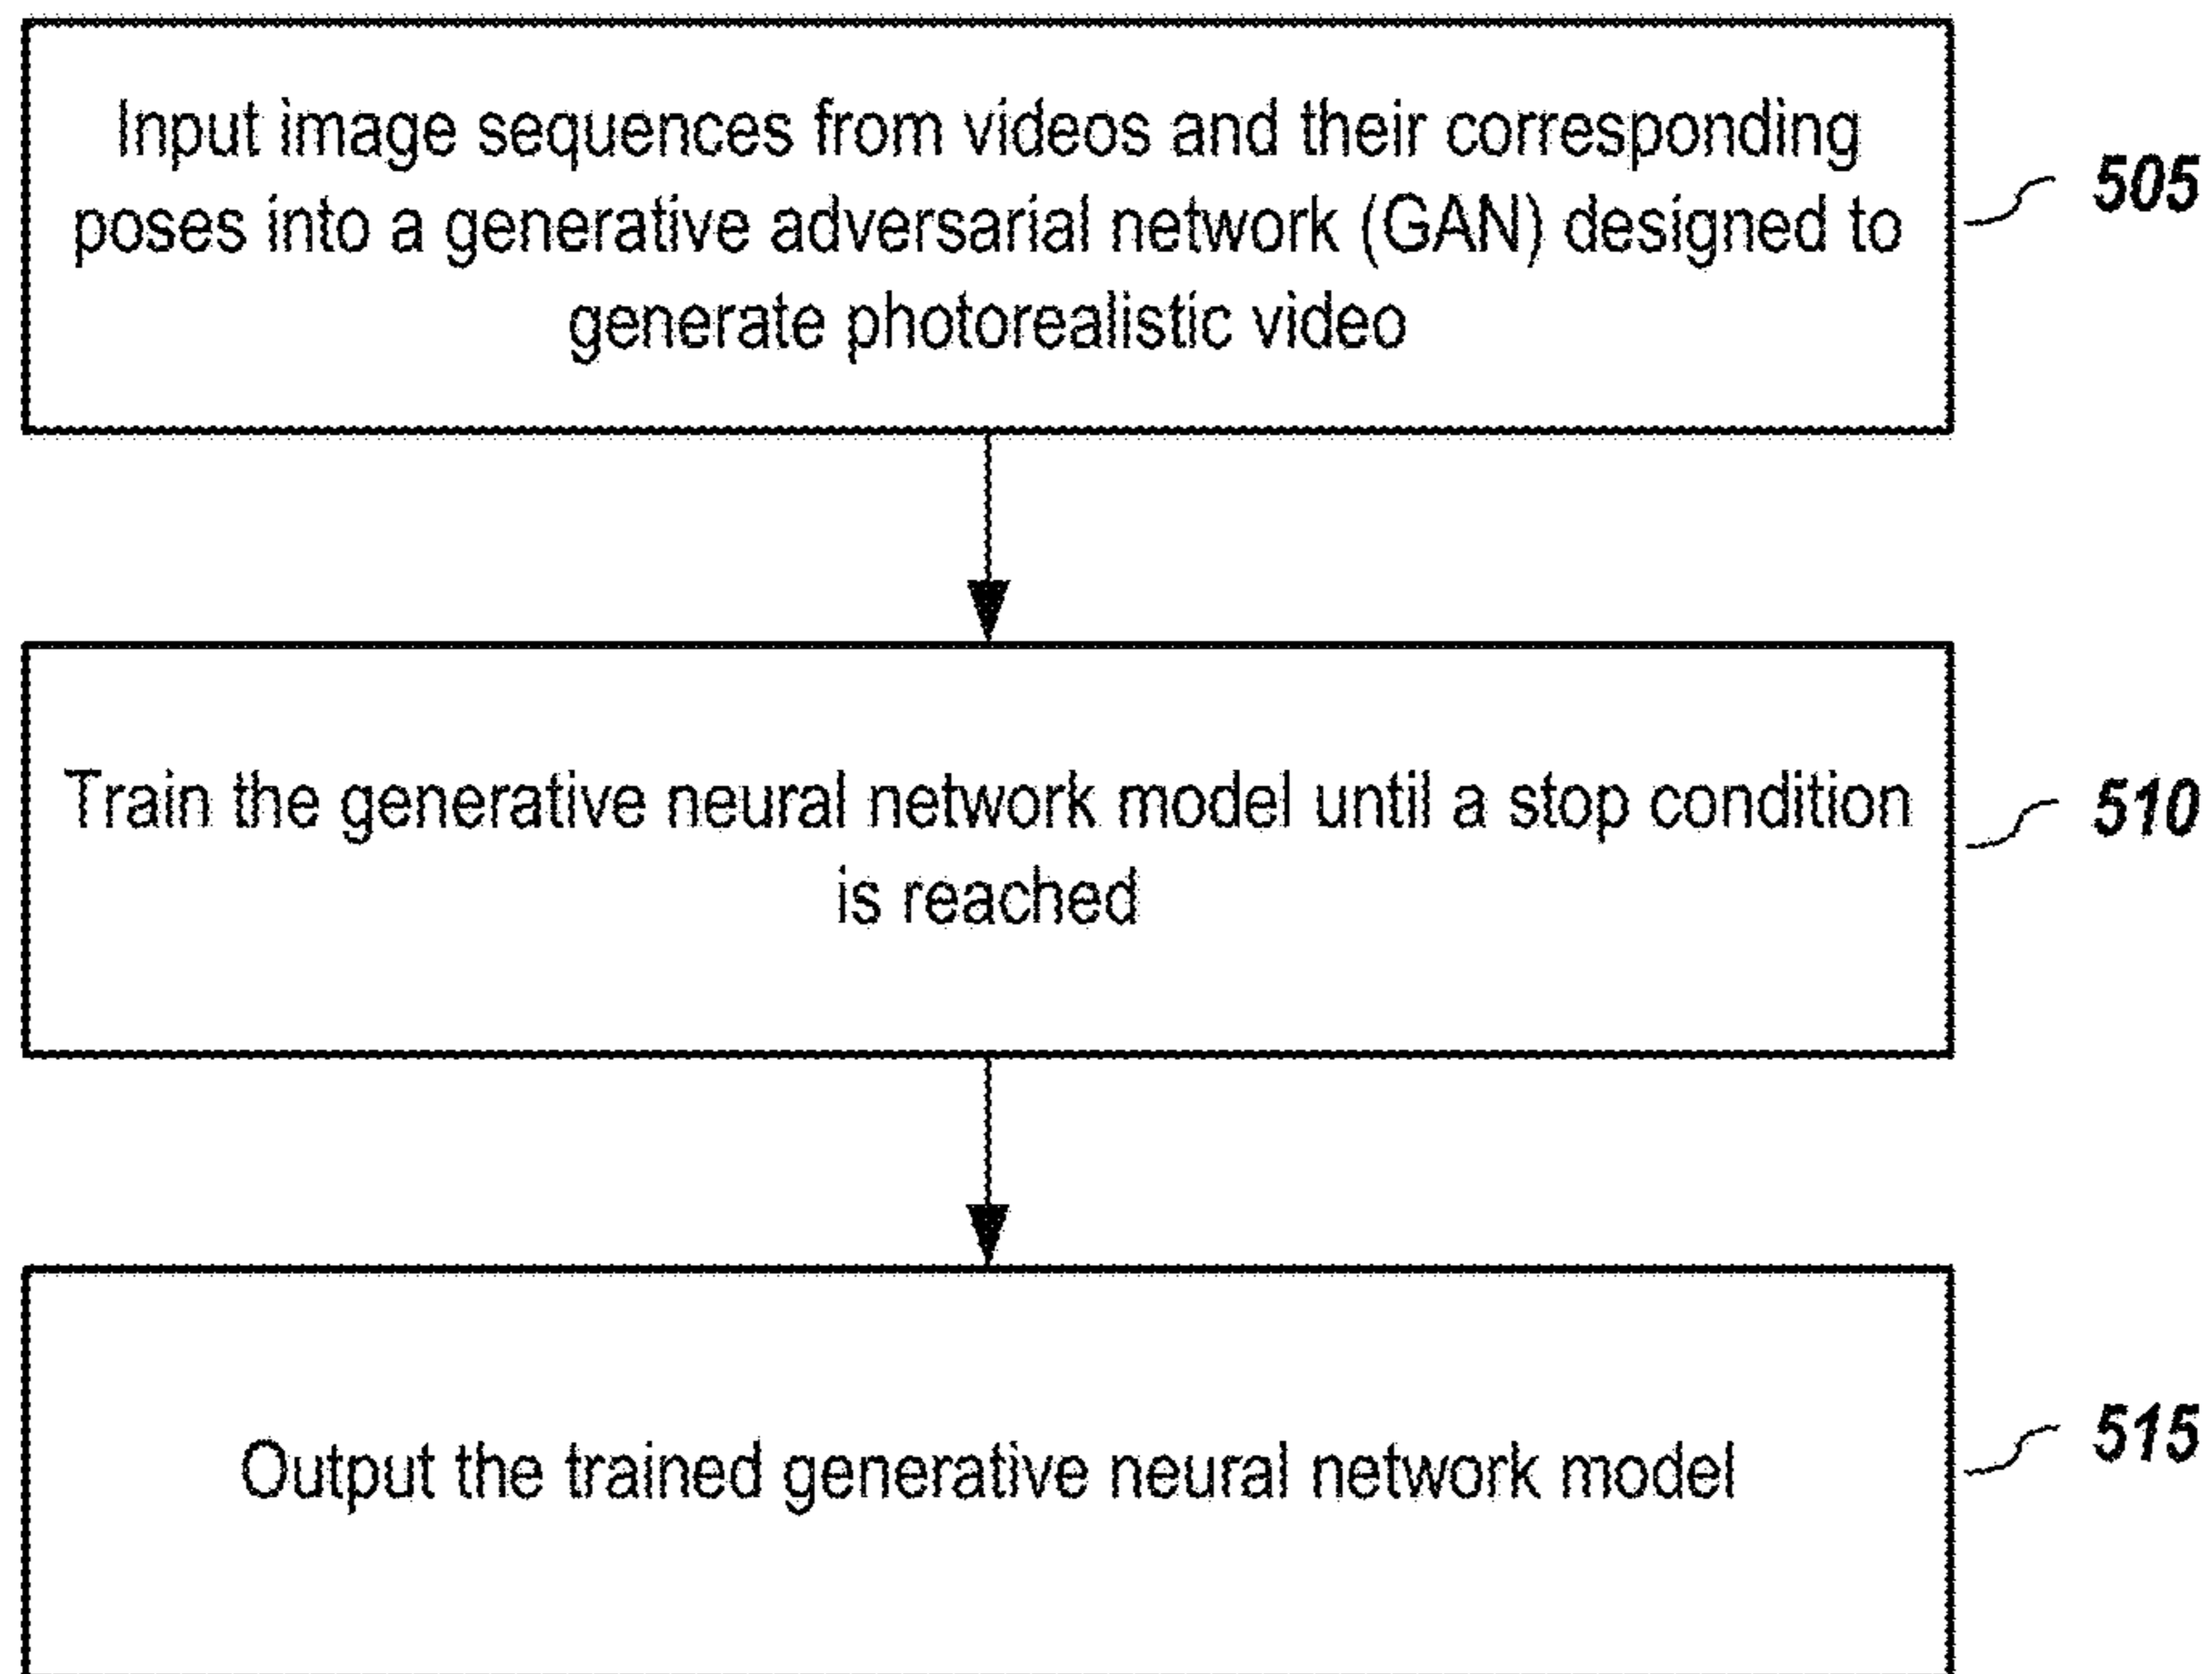 Input image sequences from videos and their corresponding
poses into a generative adversarial network (GAN) designed to
generate photorealistic video
505
Train the generative neural network model until a stop condition
is reached
510
Output the trained generative neural network model
515